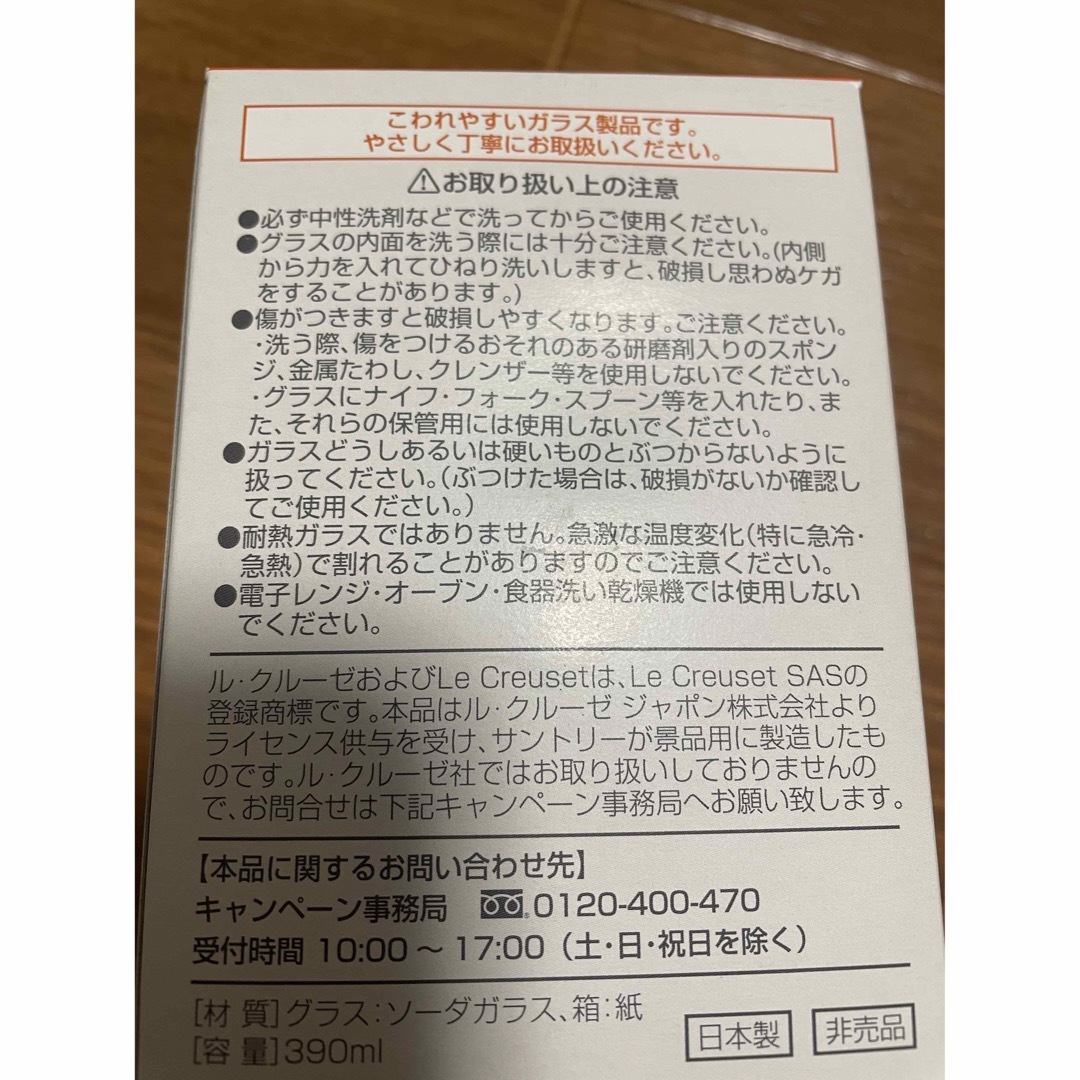 こわれやすいガラス製品です。
やさしく丁寧にお取扱いください。
⚠お取り扱い上の注意
●必ず中性洗剤などで洗ってからご使用ください。
●グラスの内面を洗う際には十分ご注意ください。(内側
から力を入れてひねり洗いしますと、破損し思わぬケガ
をすることがあります。)
●傷がつきますと破損しやすくなります。ご注意ください。
・洗う際、傷をつけるおそれのある研磨剤入りのスポン
ジ、金属たわし、クレンザー等を使用しないでください。
・グラスにナイフ・フォーク・スプーン等を入れたり、ま
た、それらの保管用には使用しないでください。
●ガラスどうしあるいは硬いものとぶつからないように
扱ってください。(ぶつけた場合は、破損がないか確認し
てご使用ください。)
●耐熱ガラスではありません。急激な温度変化(特に急冷・
急熱)で割れることがありますのでご注意ください。
●電子レンジ・オーブン・食器洗い乾燥機では使用しない
でください。
ル・クルーゼおよびLe Creusetは、Le Creuset SASの
登録商標です。本品はル・クルーゼ ジャポン株式会社より
ライセンス供与を受け、サントリーが景品用に製造したも
のです。ル・クルーゼ社ではお取り扱いしておりませんの
で、お問合せは下記キャンペーン事務局へお願い致します。
【本品に関するお問い合わせ先】
キャンペーン事務局 0120-400-470
受付時間 10:00～17:00（土・日・祝日を除く）
[材 質]グラス：ソーダガラス、箱：紙
[容 量]390ml
日本製 非売品